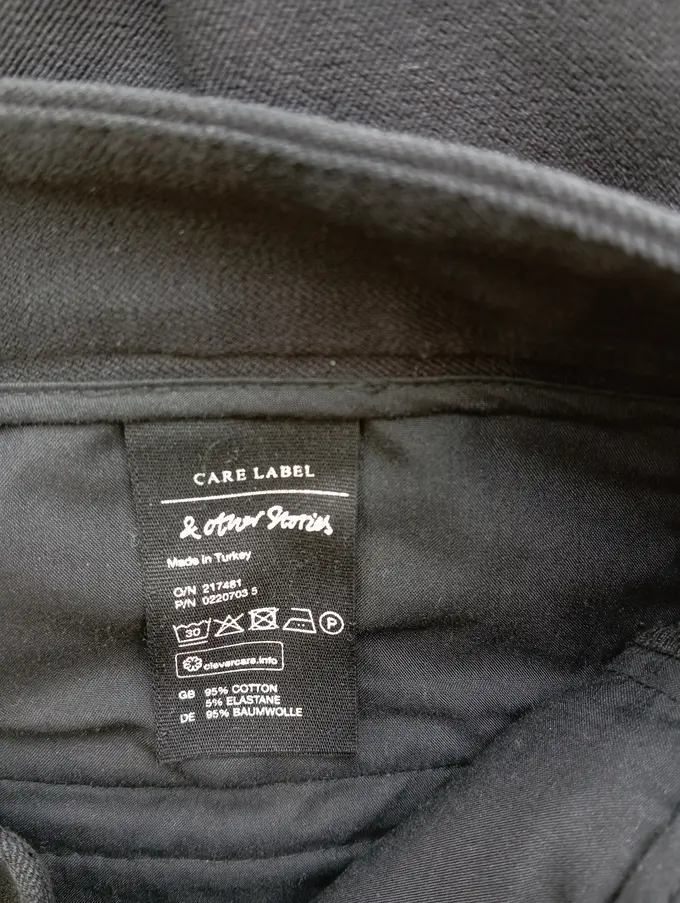 CARE LABEL
& other Stories
Made in Turkey
O/N 217481
P/N 0220703 5
30 P
clevercare.info
GB 95% COTTON
5% ELASTANE
DE 95% BAUMWOLLE